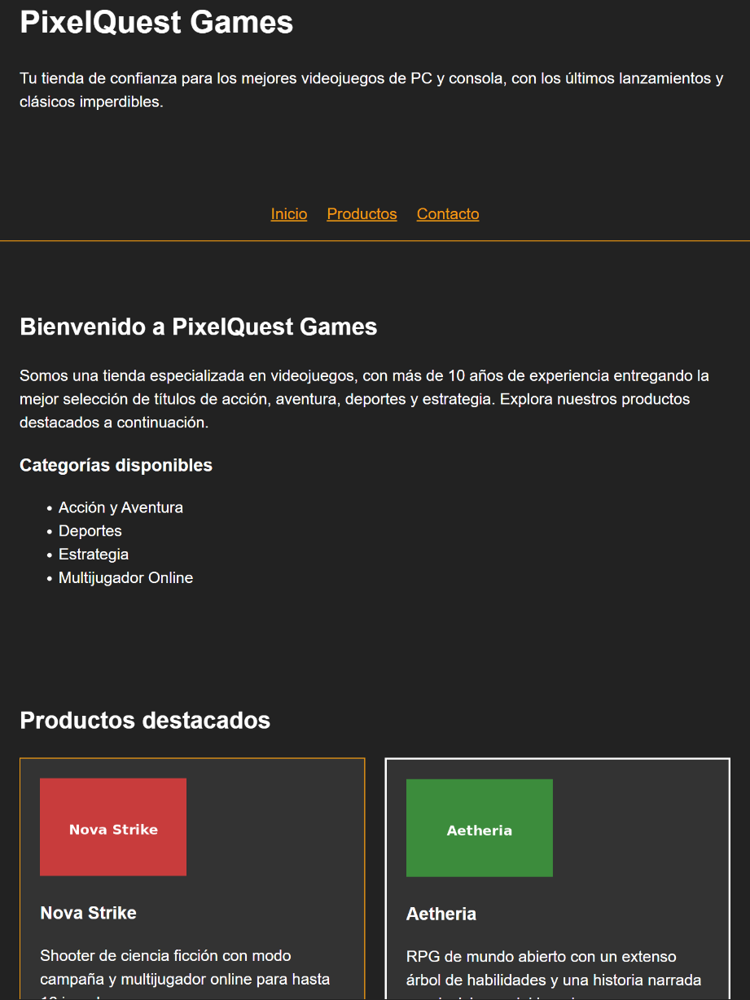 PixelQuest Games
Tu tienda de confianza para los mejores videojuegos de PC y consola, con los últimos lanzamientos y
clásicos imperdibles.
Inicio Productos Contacto
Bienvenido a PixelQuest Games
Somos una tienda especializada en videojuegos, con más de 10 años de experiencia entregando la
mejor selección de títulos de acción, aventura, deportes y estrategia. Explora nuestros productos
destacados a continuación.
Categorías disponibles
• Acción y Aventura
• Deportes
• Estrategia
• Multijugador Online
Productos destacados
Nova Strike
Nova Strike
Shooter de ciencia ficción con modo
campaña y multijugador online para hasta
Aetheria
Aetheria
RPG de mundo abierto con un extenso
árbol de habilidades y una historia narrada